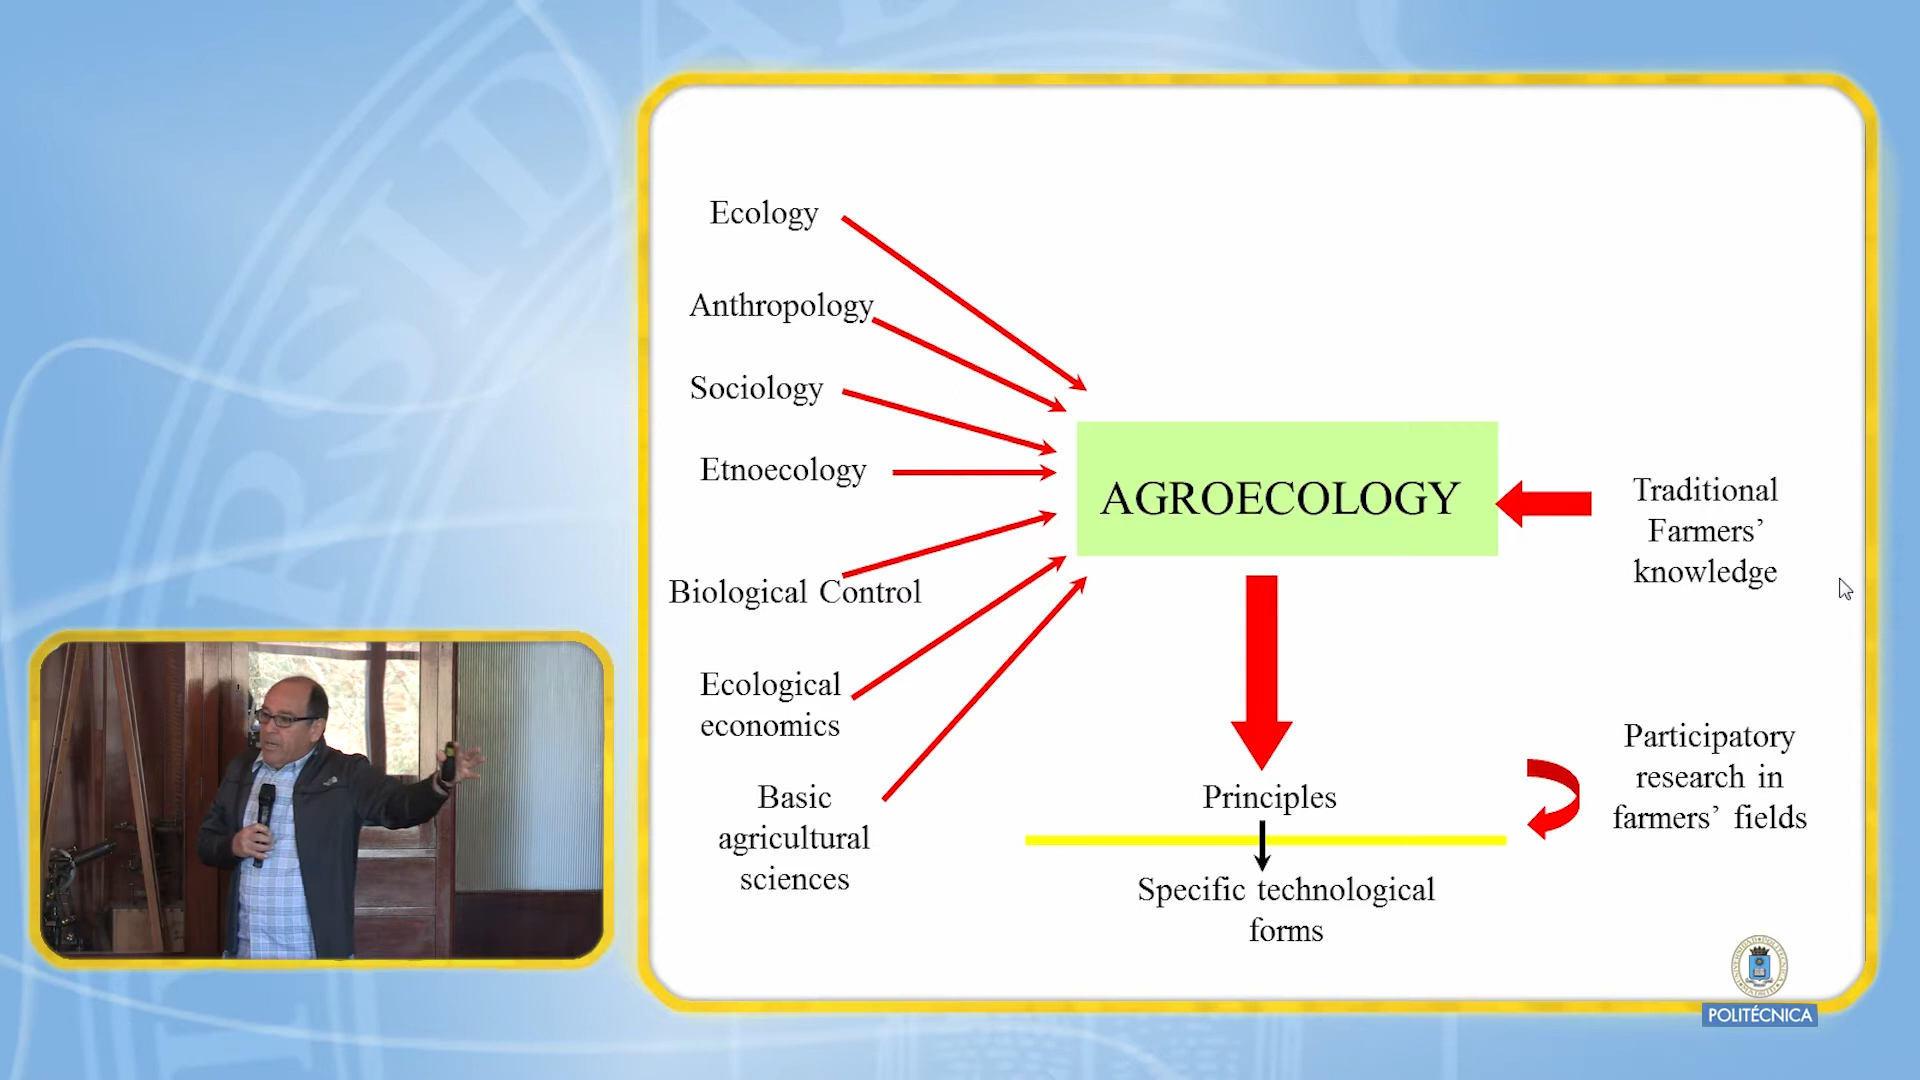 Ecology
Anthropology
Sociology
Etnoecology
Biological Control
Ecological
economics
Basic
agricultural
sciences
AGROECOLOGY
Traditional
Farmers’
knowledge
Principles
Specific technological
forms
Participatory
research in
farmers’ fields
POLITÉCNICA